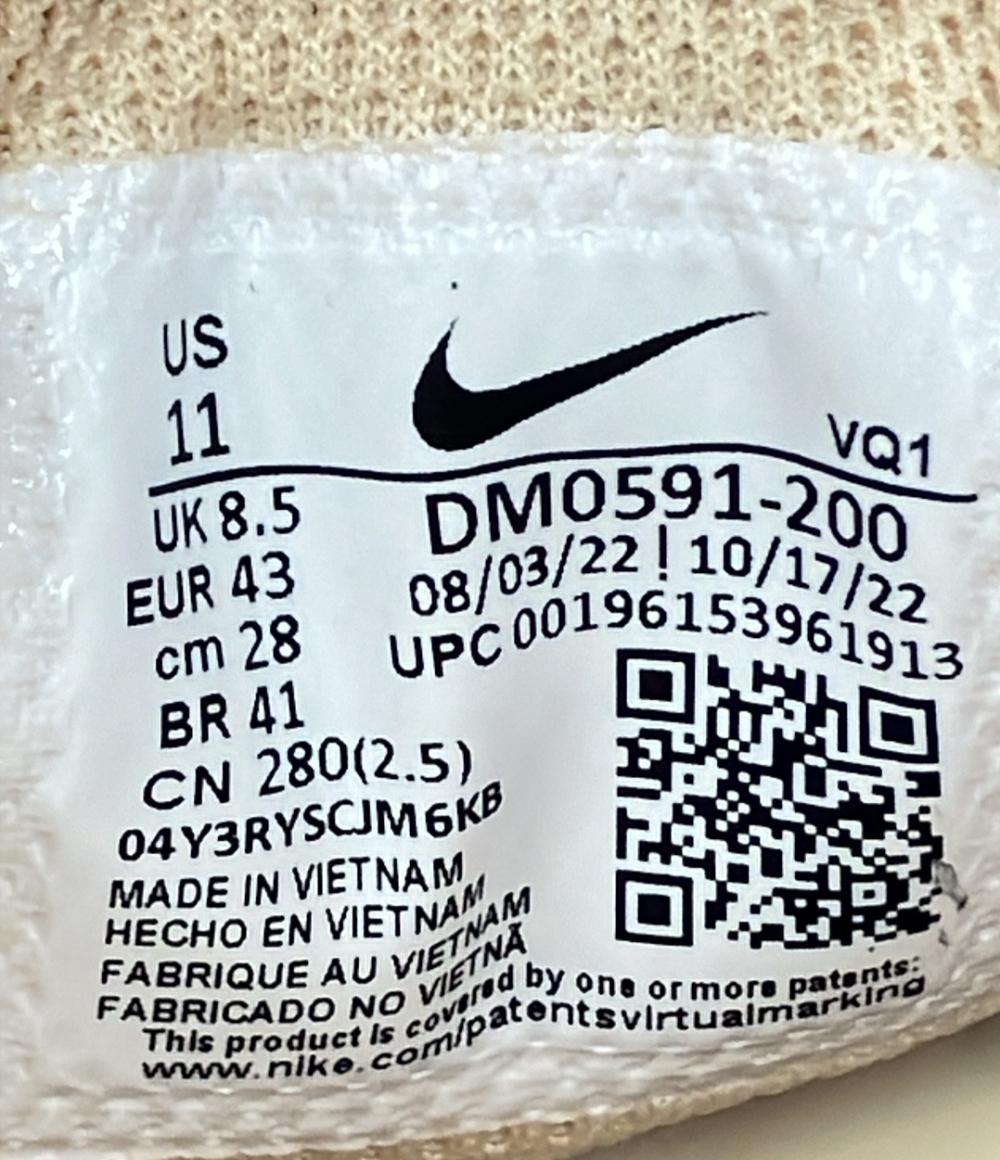 US
11
VQ1
UK 8.5
EUR 43
cm 28
BR 41
CN 280(2.5)
04Y3RYSCJM6KB
DM0591-200
08/03/22 ! 10/17/22
UPC 00196153961913
MADE IN VIETNAM
HECHO EN VIETNAM
FABRIQUE AU VIETNAM
FABRICADO NO VIETNÃ
This product is covered by one or more patents:
www.nike.com/patentsvirtualmarking